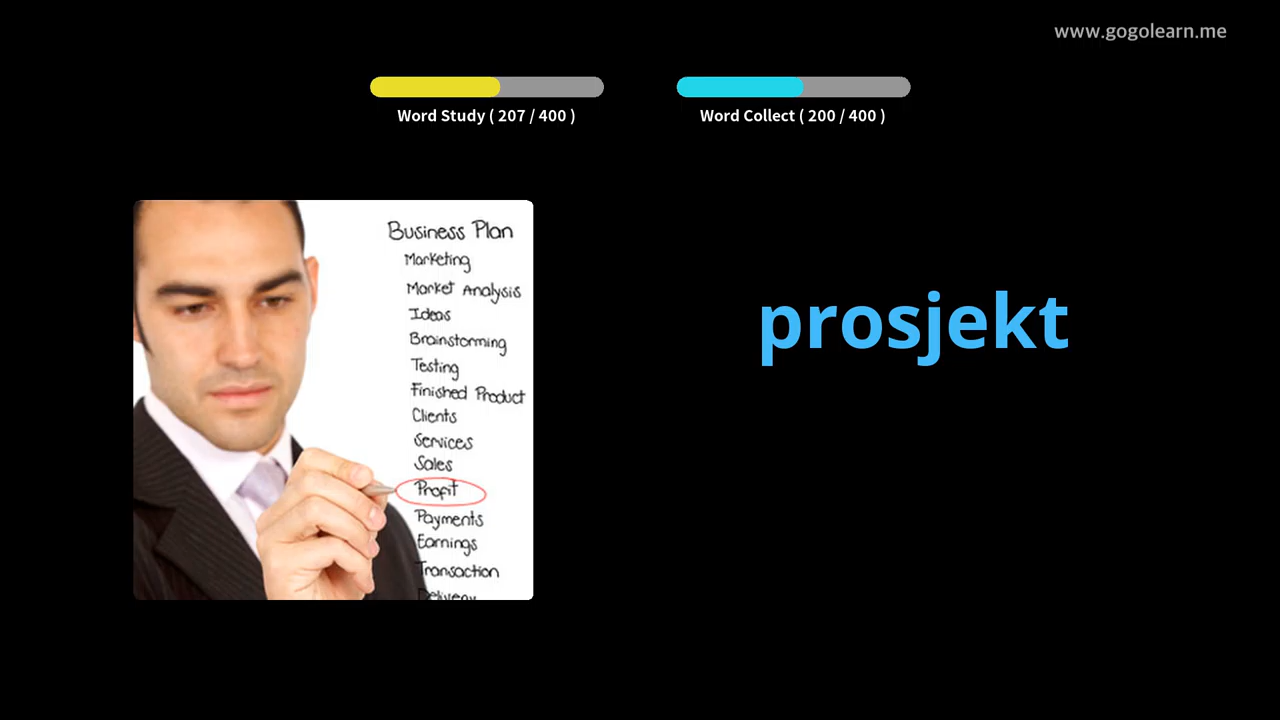 www.gogolearn.me
Word Study ( 207 / 400 )
Word Collect ( 200 / 400 )
Business Plan
Marketing
Market Analysis
Ideas
Brainstorming
Testing
Finished Product
Clients
Services
Sales
Profit
Payments
Earnings
Transaction
Delivery
prosjekt